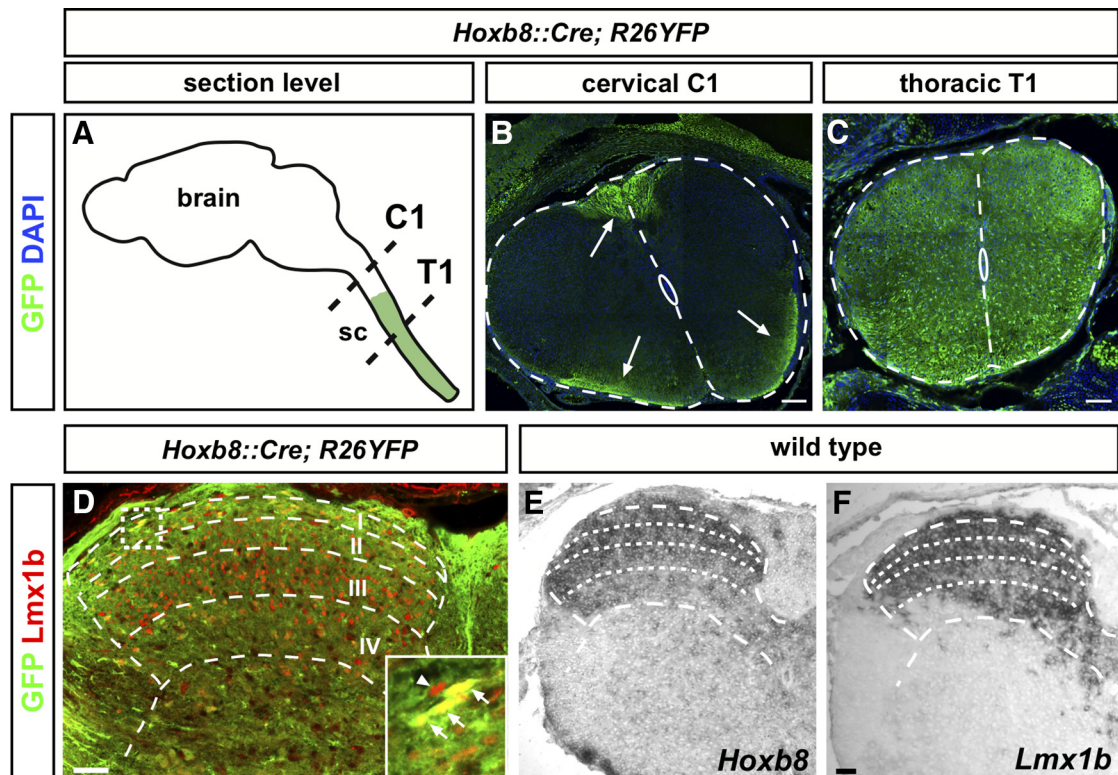 Hoxb8::Cre; R26YFP
section level
cervical C1
thoracic T1
GFP DAPI
A
brain
C1
T1
sc
B
C
Hoxb8::Cre; R26YFP
wild type
GFP Lmx1b
D
I
II
III
IV
E
Hoxb8
F
Lmx1b